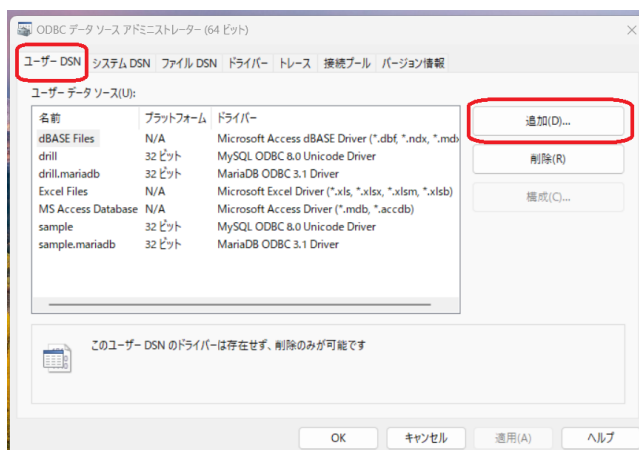 ODBC データ ソース アドミニストレーター (64 ビット)
ユーザー DSN システム DSN ファイル DSN ドライバー トレース 接続プール バージョン情報
ユーザー データ ソース(U):
名前 プラットフォーム ドライバー
dBASE Files N/A Microsoft Access dBASE Driver (*.dbf, *.ndx, *.mdx
drill 32 ビット MySQL ODBC 8.0 Unicode Driver
drill.mariadb 32 ビット MariaDB ODBC 3.1 Driver
Excel Files N/A Microsoft Excel Driver (*.xls, *.xlsx, *.xlsm, *.xlsb)
MS Access Database N/A Microsoft Access Driver (*.mdb, *.accdb)
sample 32 ビット MySQL ODBC 8.0 Unicode Driver
sample.mariadb 32 ビット MariaDB ODBC 3.1 Driver
追加(D)...
削除(R)
構成(C)...
このユーザー DSN のドライバーは存在せず、削除のみが可能です
OK キャンセル 適用(A) ヘルプ